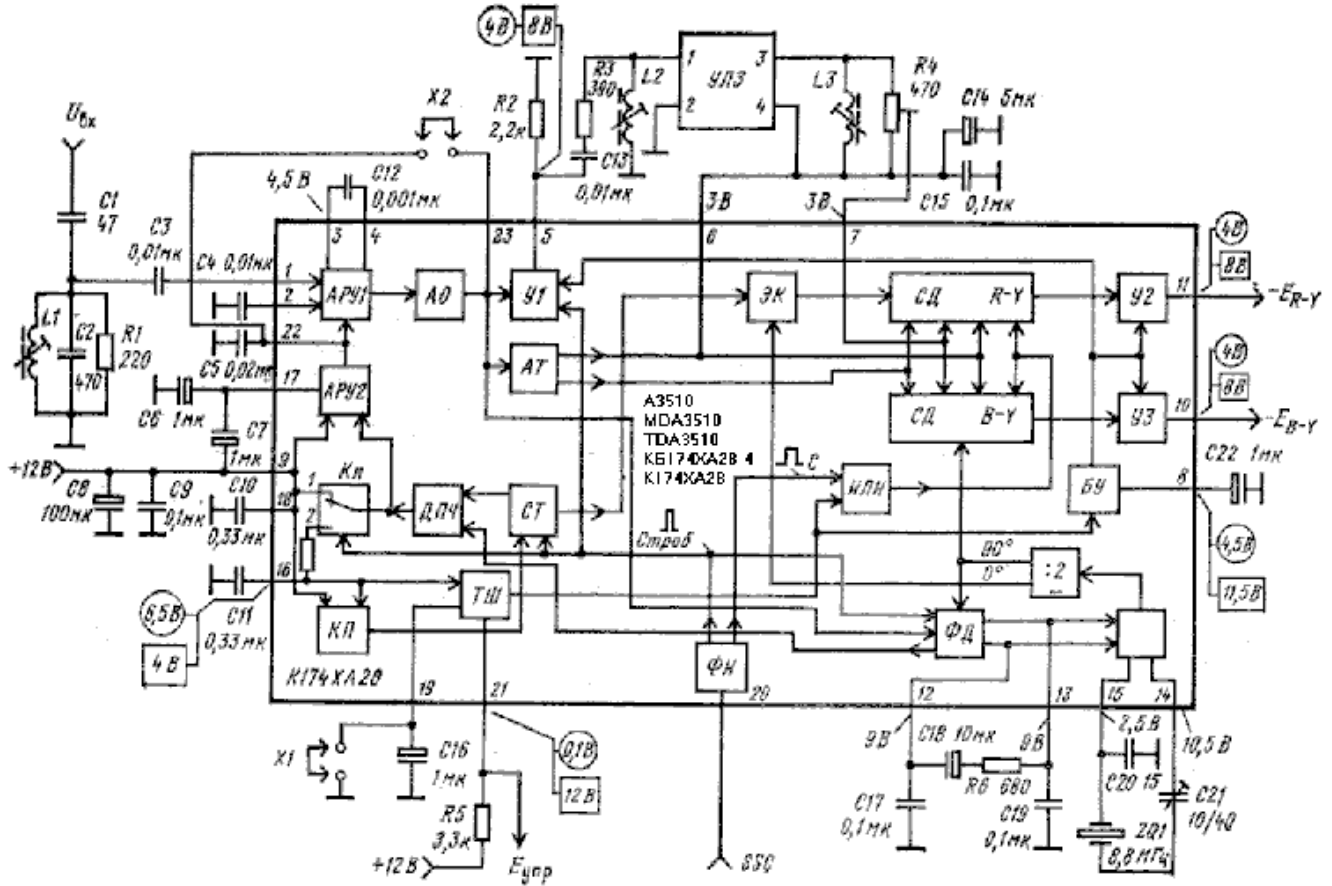 4В
8В
1
3
УЛЗ
2
4
R3
390
L2
L3
R4
470
C14 5мк
Uвх
X2
R2
2,2к
C13
0,01мк
C12
0,001мк
4,5В
3В
3В
C15
0,1мк
C1
47
C3
0,01мк
C4 0,01мк
3
4
23
5
6
7
1
2
22
АРУ1
АО
У1
ЭК
СД R-Y
У2
11
4В
8В
-E R-Y
L1
C2
470
R1
220
C5 0,02мк
17
АРУ2
АТ
СД B-Y
У3
10
4В
8В
-E B-Y
C6 1мк
C7
1мк
A3510
MDA3510
TDA3510
КБ174ХА28-4
К174ХА28
+12В
9
Кл
1
2
18
C8
100мк
C9
0,1мк
C10
0,33мк
ДПЧ
СТ
С
ИЛИ
БУ
8
C22 1мк
4,5В
11,5В
Строб
90°
0°
:2
16
C11
0,33мк
6,5В
4В
КП
ТШ
ФД
ФИ
К174ХА28
19
21
20
12
13
15
14
X1
C16
1мк
0,1В
12В
R5
3,3к
+12В
Eупр
SSC
9В
C18 10мк
9В
R6 680
C17
0,1мк
C19
0,1мк
2,5В
10,5В
C20 15
C21
10/40
ZQ1
8,8МГц